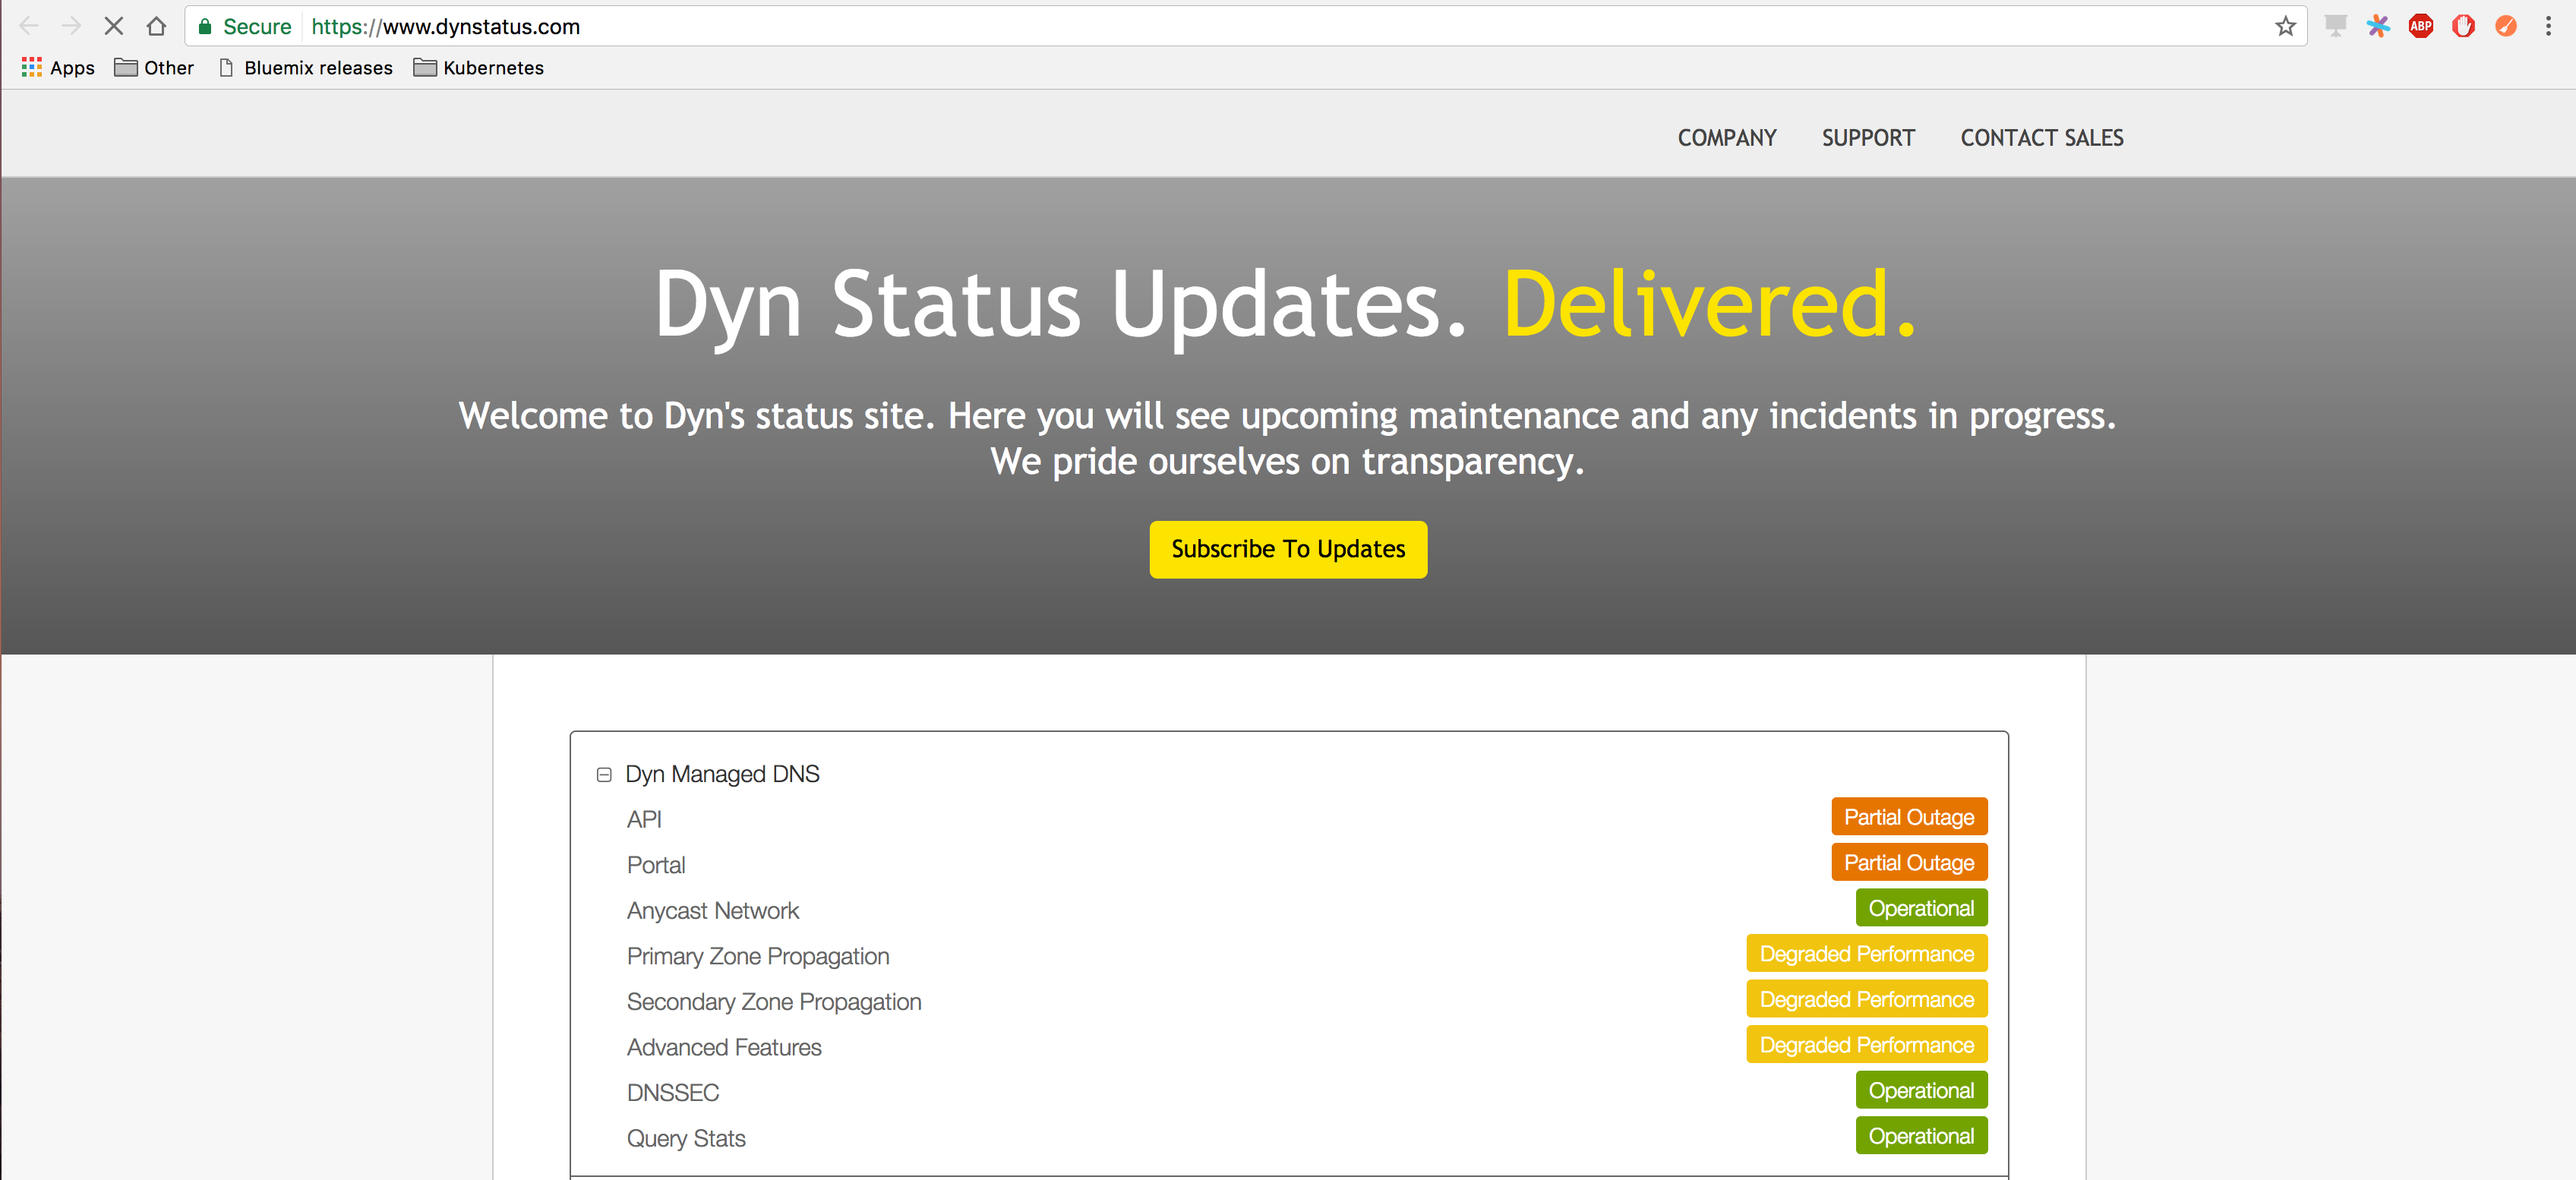 Secure https://www.dynstatus.com ABP
Apps Other Bluemix releases Kubernetes
COMPANY SUPPORT CONTACT SALES
Dyn Status Updates. Delivered.
Welcome to Dyn's status site. Here you will see upcoming maintenance and any incidents in progress.
We pride ourselves on transparency.
Subscribe To Updates
Dyn Managed DNS
API Partial Outage
Portal Partial Outage
Anycast Network Operational
Primary Zone Propagation Degraded Performance
Secondary Zone Propagation Degraded Performance
Advanced Features Degraded Performance
DNSSEC Operational
Query Stats Operational